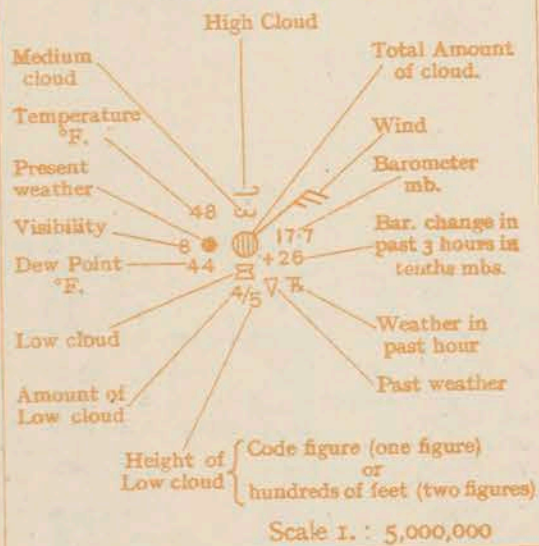 High Cloud
Medium
cloud
Total Amount
of cloud.
Temperature
°F.
Wind
Present
weather
Barometer
mb.
48
Visibility
8
17.7
Bar. change in
past 3 hours in
tenths mbs.
+26
Dew Point
°F.
44
4/5
Low cloud
Weather in
past hour
Amount of
Low cloud
Past weather
Height of
Low cloud
Code figure (one figure)
or
hundreds of feet (two figures)
Scale 1. : 5,000,000